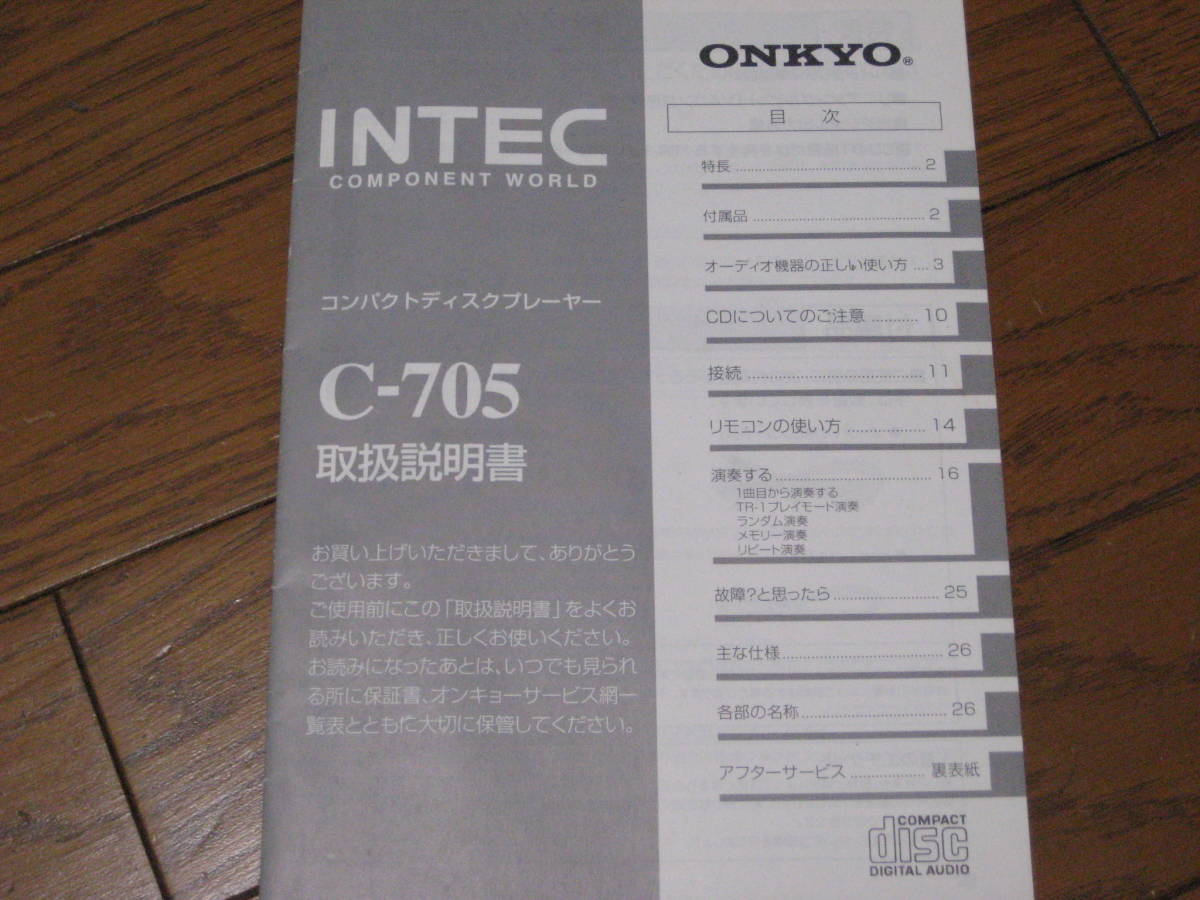 INTEC
COMPONENT WORLD
コンパクトディスクプレーヤー
C-705
取扱説明書
お買い上げいただきまして、ありがとう
ございます。
ご使用前にこの「取扱説明書」をよくお
読みいただき、正しくお使いください。
お読みになったあとは、いつでも見られ
る所に保証書、オンキョーサービス網一
覧表とともに大切に保管してください。
ONKYO®
目 次
特長 .......... 2
付属品 .......... 2
オーディオ機器の正しい使い方 .... 3
CDについてのご注意 .......... 10
接続 .......... 11
リモコンの使い方 .......... 14
演奏する .......... 16
1曲目から演奏する
TR-1プレイモード演奏
ランダム演奏
メモリー演奏
リピート演奏
故障?と思ったら .......... 25
主な仕様 .......... 26
各部の名称 .......... 26
アフターサービス .......... 裏表紙
COMPACT
disc
DIGITAL AUDIO